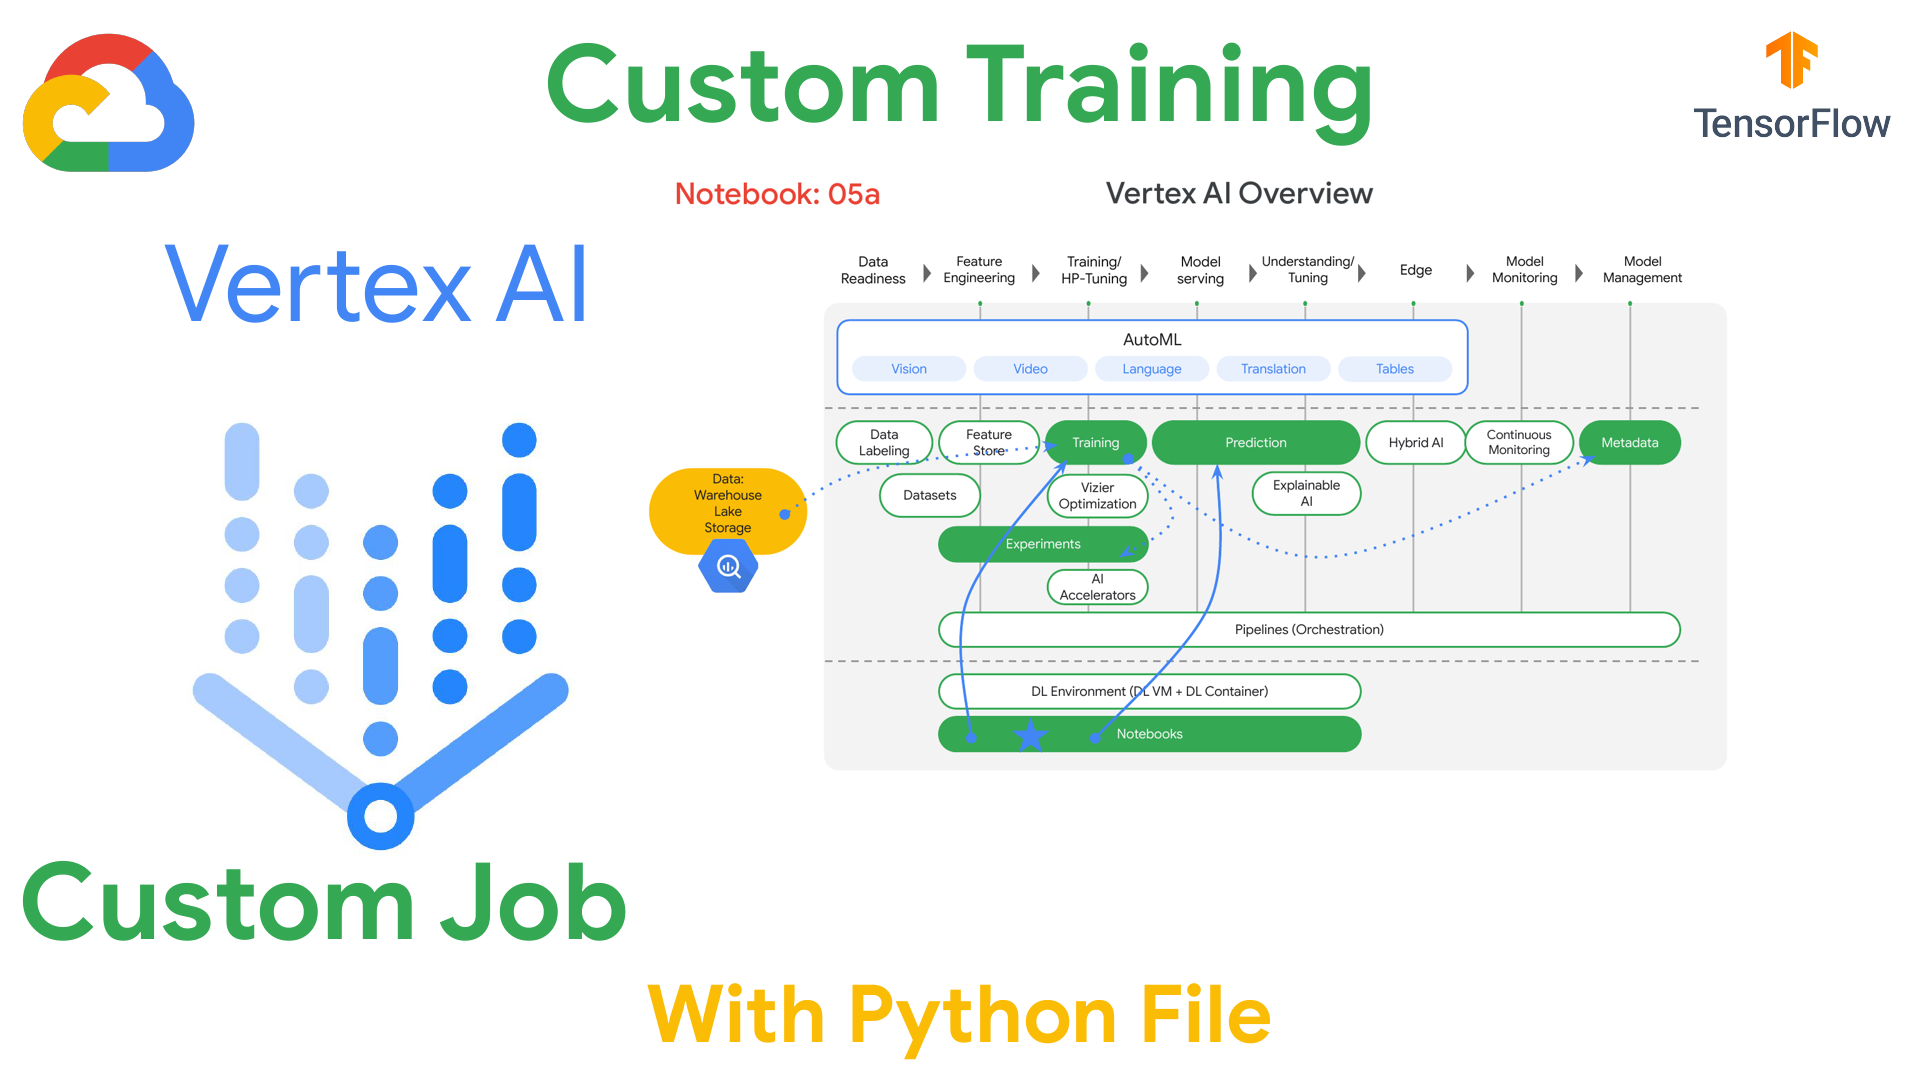 Custom Training
TensorFlow
Notebook: 05a
Vertex AI Overview
Vertex AI
Data
Readiness
Feature
Engineering
Training/
HP-Tuning
Model
serving
Understanding/
Tuning
Edge
Model
Monitoring
Model
Management
AutoML
Vision
Video
Language
Translation
Tables
Data
Labeling
Feature
Store
Training
Prediction
Hybrid AI
Continuous
Monitoring
Metadata
Data:
Warehouse
Lake
Storage
Datasets
Vizier
Optimization
Explainable
AI
Experiments
AI
Accelerators
Pipelines (Orchestration)
DL Environment (DL VM + DL Container)
Notebooks
Custom Job
With Python File